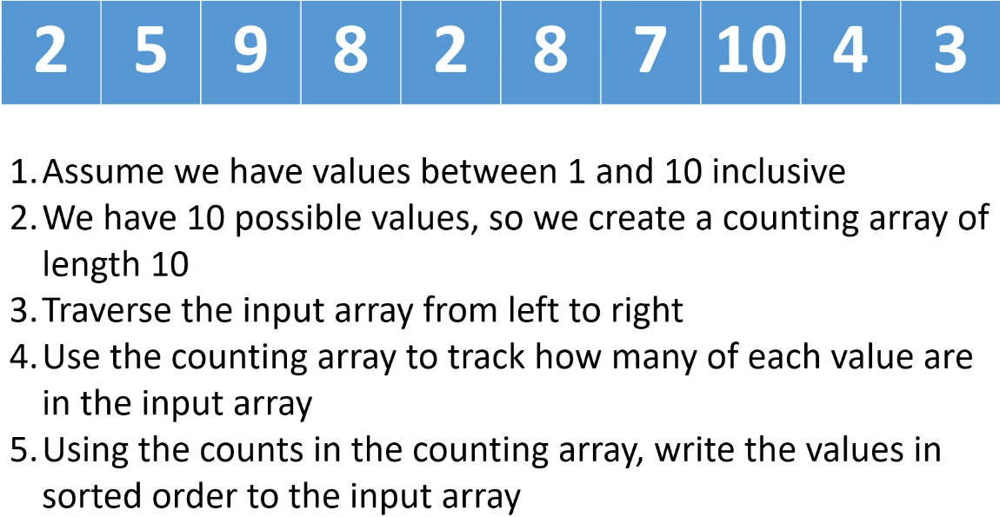 2 5 9 8 2 8 7 10 4 3
1. Assume we have values between 1 and 10 inclusive
2. We have 10 possible values, so we create a counting array of
length 10
3. Traverse the input array from left to right
4. Use the counting array to track how many of each value are
in the input array
5. Using the counts in the counting array, write the values in
sorted order to the input array